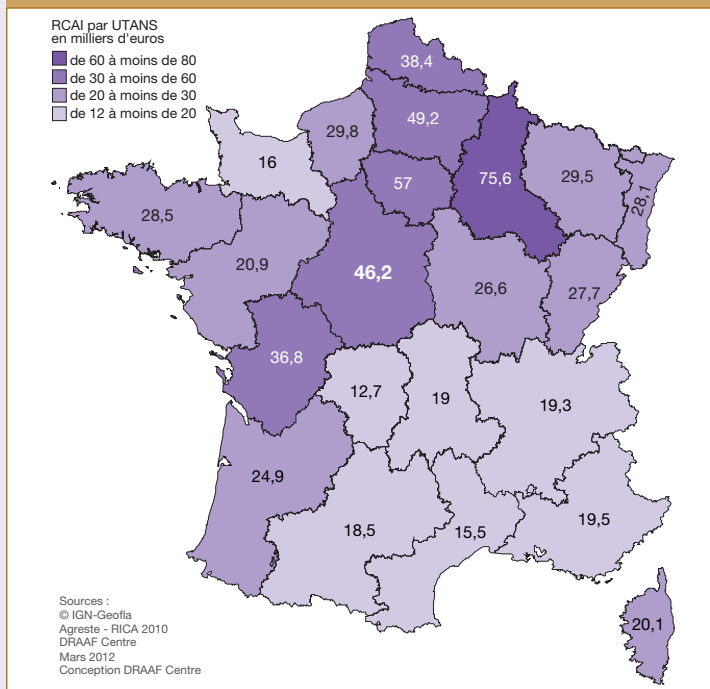 RCAI par UTANS
en milliers d'euros
de 60 à moins de 80
de 30 à moins de 60
de 20 à moins de 30
de 12 à moins de 20
38,4
49,2
29,8
16
57
75,6
29,5
28,1
28,5
20,9
46,2
26,6
27,7
36,8
12,7
19
19,3
24,9
18,5
15,5
19,5
20,1
Sources :
© IGN-Geofla
Agreste - RICA 2010
DRAAF Centre
Mars 2012
Conception DRAAF Centre